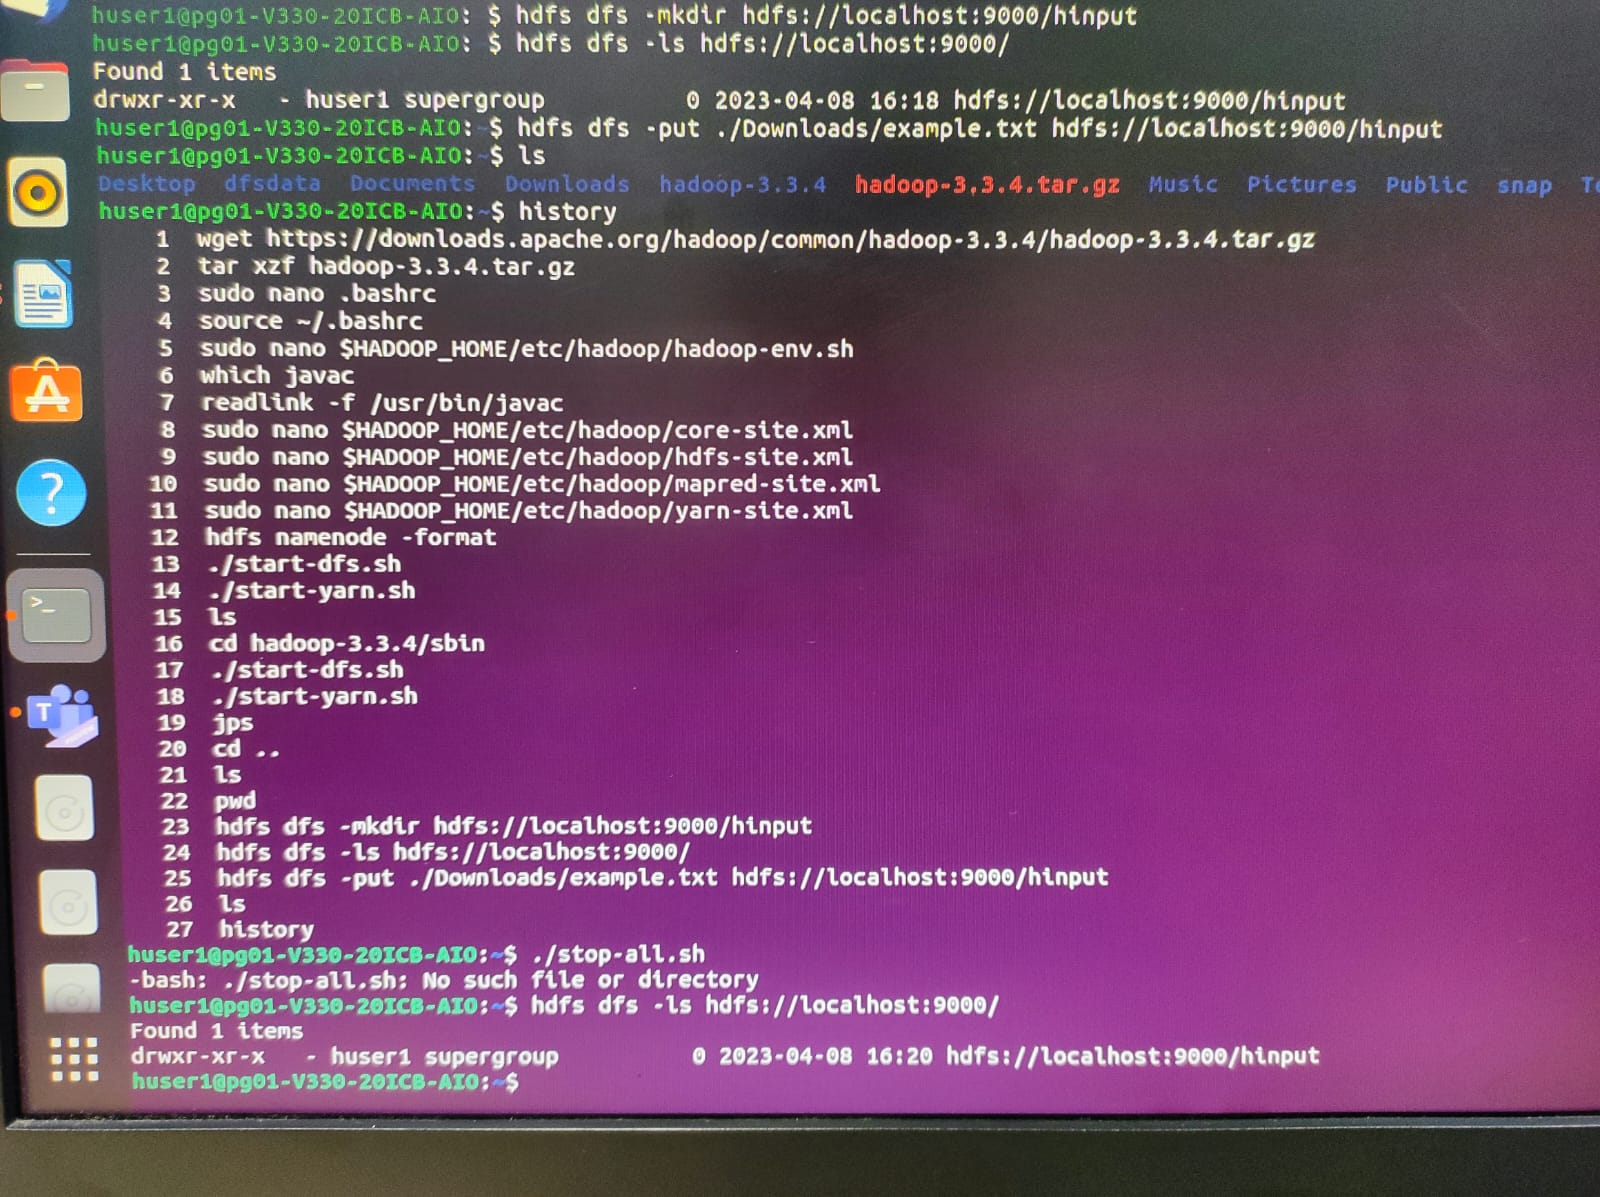 huser1@pg01-V330-20ICB-AIO: $ hdfs dfs -mkdir hdfs://localhost:9000/hinput
huser1@pg01-V330-20ICB-AIO: $ hdfs dfs -ls hdfs://localhost:9000/
Found 1 items
drwxr-xr-x   - huser1 supergroup          0 2023-04-08 16:18 hdfs://localhost:9000/hinput
huser1@pg01-V330-20ICB-AIO:~$ hdfs dfs -put ./Downloads/example.txt hdfs://localhost:9000/hinput
huser1@pg01-V330-20ICB-AIO:~$ ls
Desktop  dfsdata  Documents  Downloads  hadoop-3.3.4  hadoop-3.3.4.tar.gz  Music  Pictures  Public  snap
huser1@pg01-V330-20ICB-AIO:~$ history
1  wget https://downloads.apache.org/hadoop/common/hadoop-3.3.4/hadoop-3.3.4.tar.gz
2  tar xzf hadoop-3.3.4.tar.gz
3  sudo nano .bashrc
4  source ~/.bashrc
5  sudo nano $HADOOP_HOME/etc/hadoop/hadoop-env.sh
6  which javac
7  readlink -f /usr/bin/javac
8  sudo nano $HADOOP_HOME/etc/hadoop/core-site.xml
9  sudo nano $HADOOP_HOME/etc/hadoop/hdfs-site.xml
10  sudo nano $HADOOP_HOME/etc/hadoop/mapred-site.xml
11  sudo nano $HADOOP_HOME/etc/hadoop/yarn-site.xml
12  hdfs namenode -format
13  ./start-dfs.sh
14  ./start-yarn.sh
15  ls
16  cd hadoop-3.3.4/sbin
17  ./start-dfs.sh
18  ./start-yarn.sh
19  jps
20  cd ..
21  ls
22  pwd
23  hdfs dfs -mkdir hdfs://localhost:9000/hinput
24  hdfs dfs -ls hdfs://localhost:9000/
25  hdfs dfs -put ./Downloads/example.txt hdfs://localhost:9000/hinput
26  ls
27  history
huser1@pg01-V330-20ICB-AIO:~$ ./stop-all.sh
-bash: ./stop-all.sh: No such file or directory
huser1@pg01-V330-20ICB-AIO:~$ hdfs dfs -ls hdfs://localhost:9000/
Found 1 items
drwxr-xr-x   - huser1 supergroup          0 2023-04-08 16:20 hdfs://localhost:9000/hinput
huser1@pg01-V330-20ICB-AIO:~$